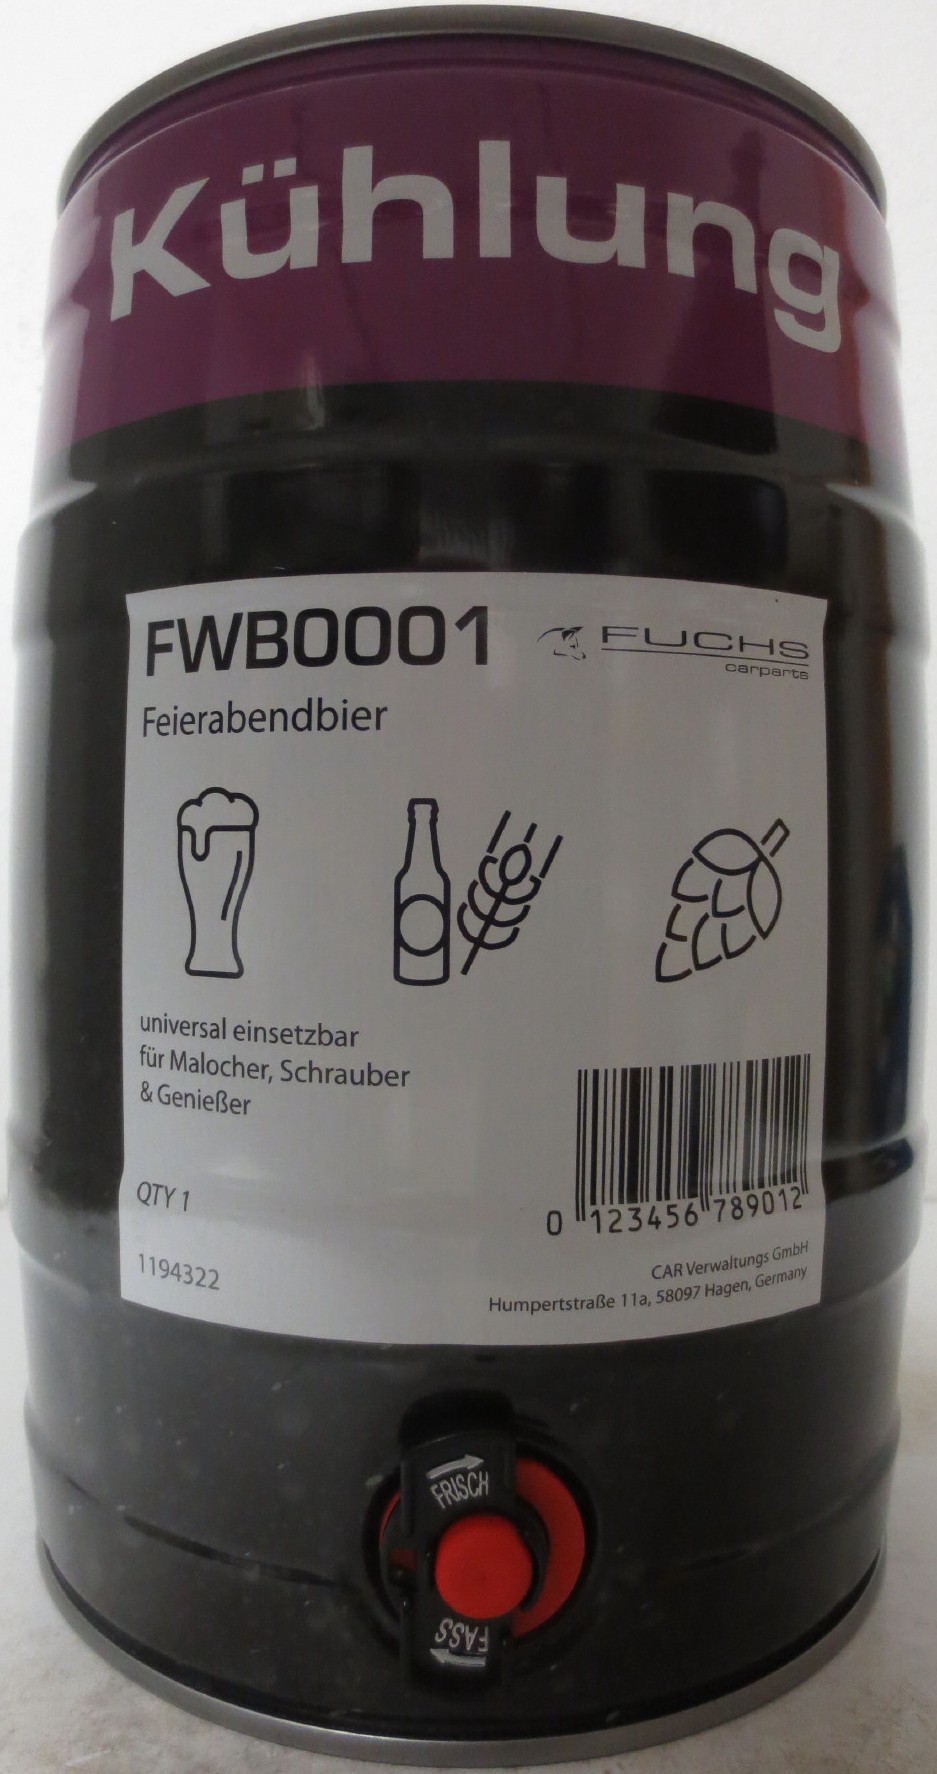 Kühlung
FWB0001
FUCHS
carparts
Feierabendbier
universal einsetzbar
für Malocher, Schrauber
& Genießer
QTY 1
0 123456 789012
1194322
CAR Verwaltungs GmbH
Humpertstraße 11a, 58097 Hagen, Germany
FRISCH
FASS